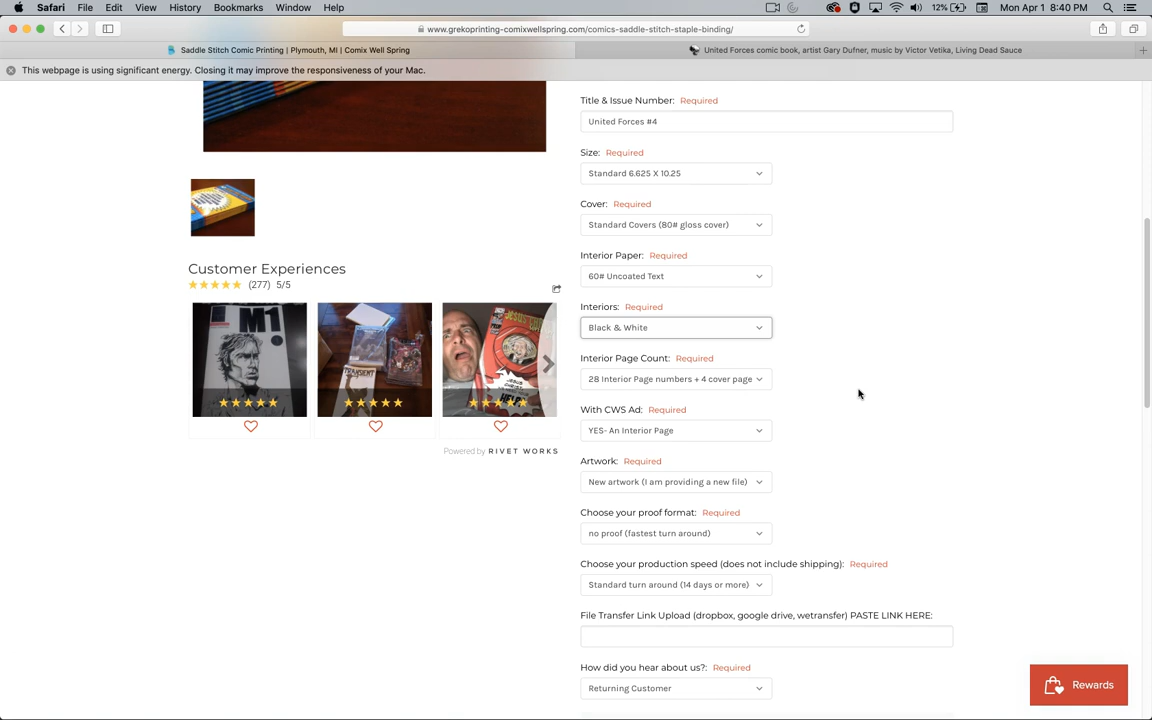 Safari File Edit View History Bookmarks Window Help 12% Mon Apr 1 8:40 PM
www.grekoprinting-comixwellspring.com/comics-saddle-stitch-staple-binding/
Saddle Stitch Comic Printing | Plymouth, MI | Comix Well Spring
United Forces comic book, artist Gary Dufner, music by Victor Vetika, Living Dead Sauce
This webpage is using significant energy. Closing it may improve the responsiveness of your Mac.
Customer Experiences
(277) 5/5
M1
Powered by RIVET WORKS
Title & Issue Number: Required
United Forces #4
Size: Required
Standard 6.625 X 10.25
Cover: Required
Standard Covers (80# gloss cover)
Interior Paper: Required
60# Uncoated Text
Interiors: Required
Black & White
Interior Page Count: Required
28 Interior Page numbers + 4 cover page
With CWS Ad: Required
YES- An Interior Page
Artwork: Required
New artwork (I am providing a new file)
Choose your proof format: Required
no proof (fastest turn around)
Choose your production speed (does not include shipping): Required
Standard turn around (14 days or more)
File Transfer Link Upload (dropbox, google drive, wetransfer) PASTE LINK HERE:
How did you hear about us?: Required
Returning Customer
Rewards